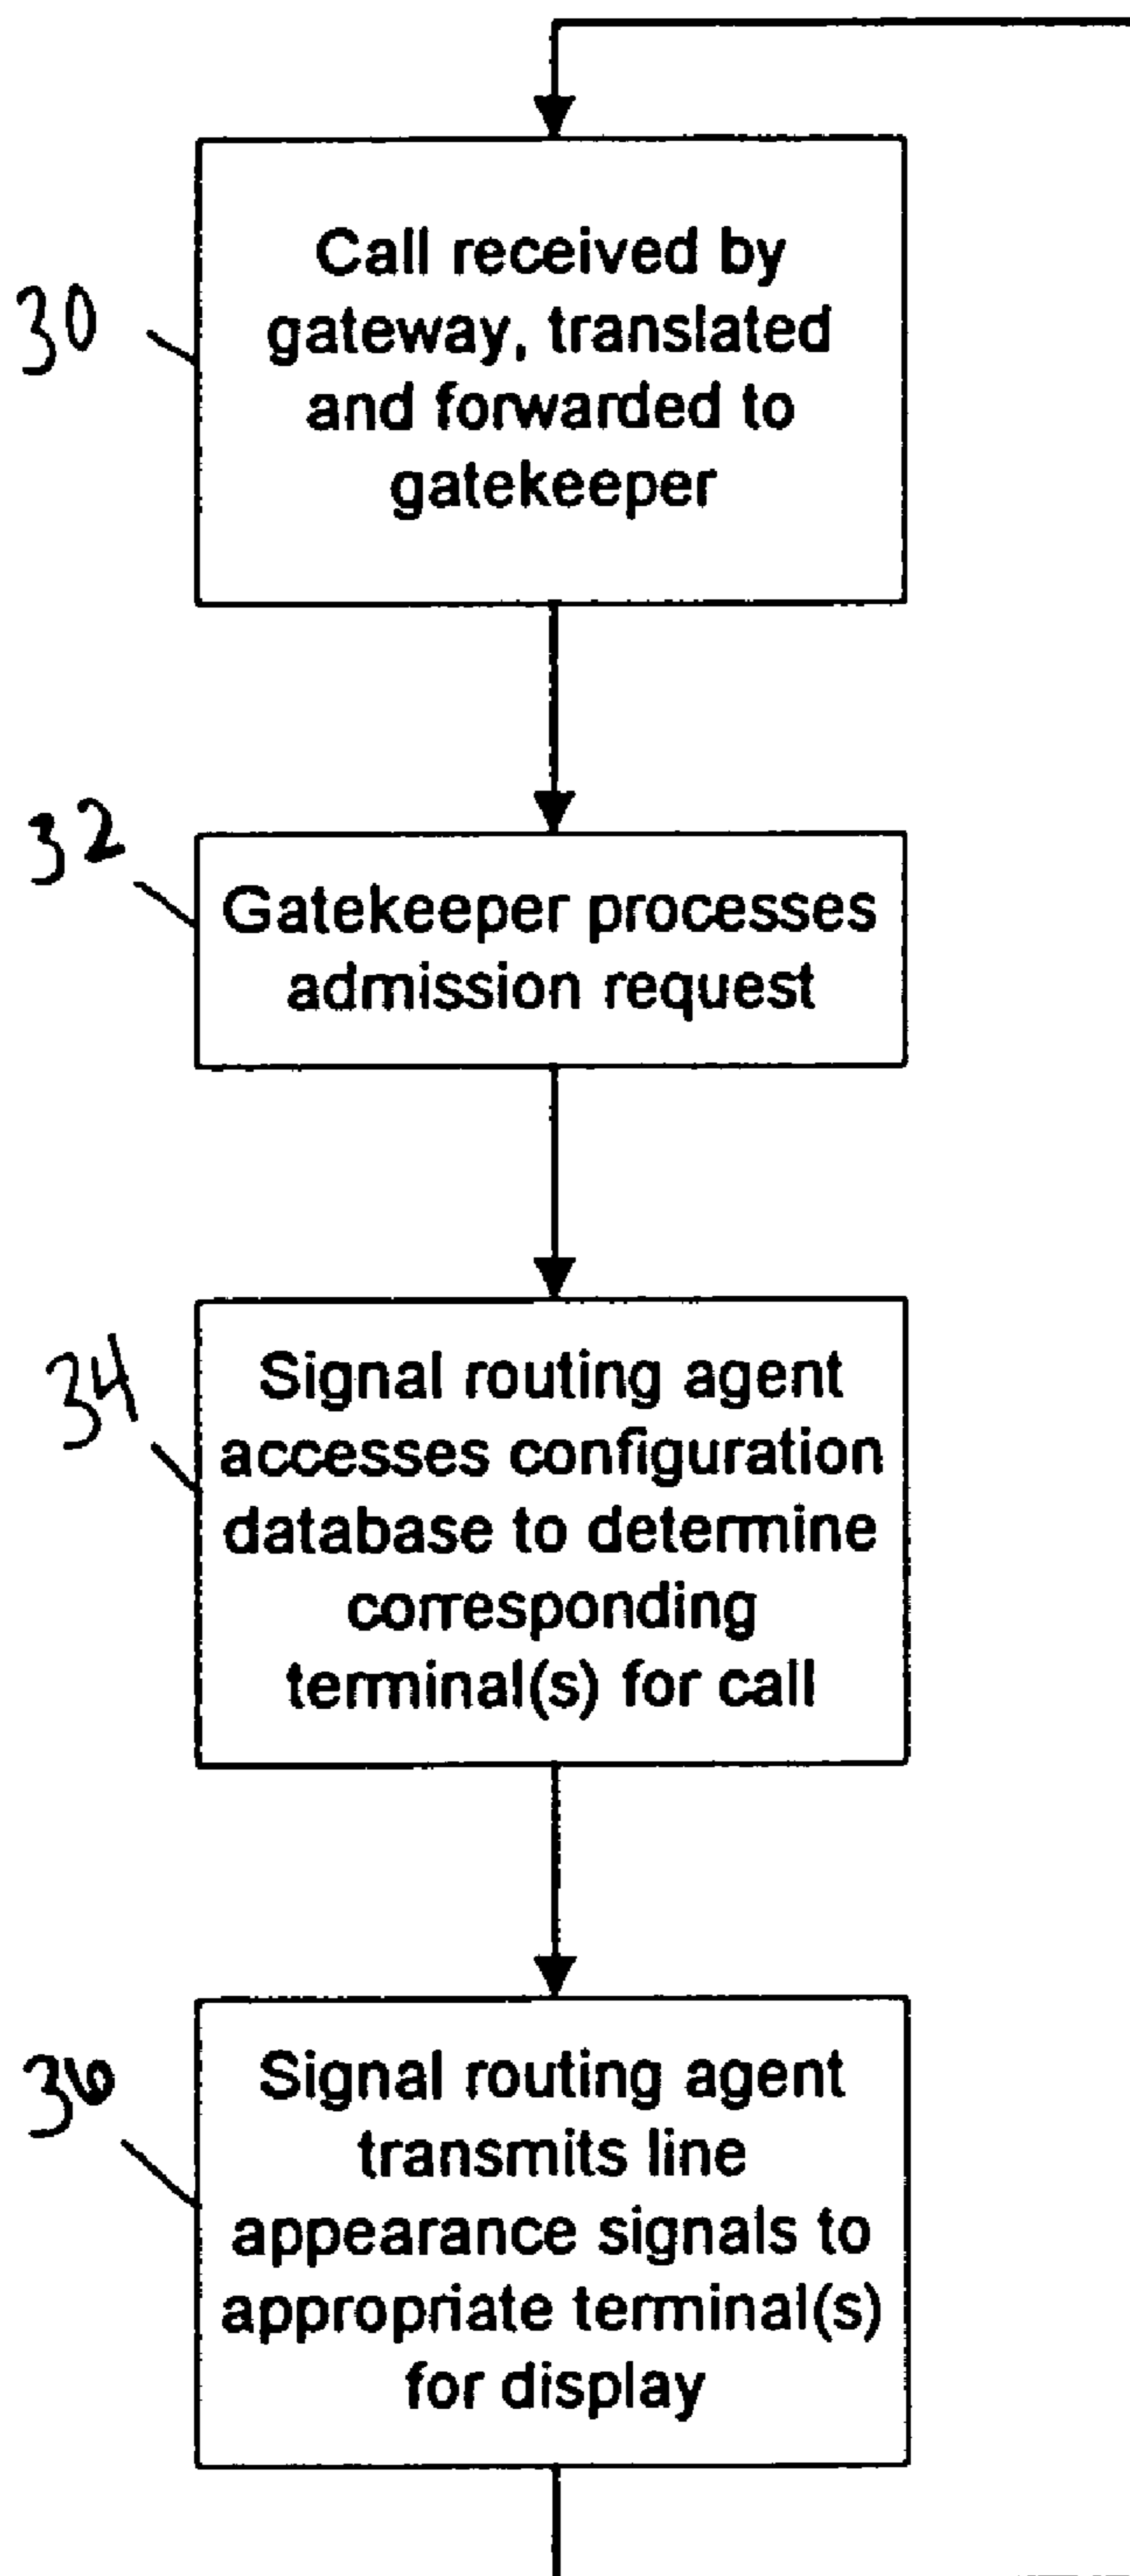 30
Call received by
gateway, translated
and forwarded to
gatekeeper
32
Gatekeeper processes
admission request
34
Signal routing agent
accesses configuration
database to determine
corresponding
terminal(s) for call
36
Signal routing agent
transmits line
appearance signals to
appropriate terminal(s)
for display